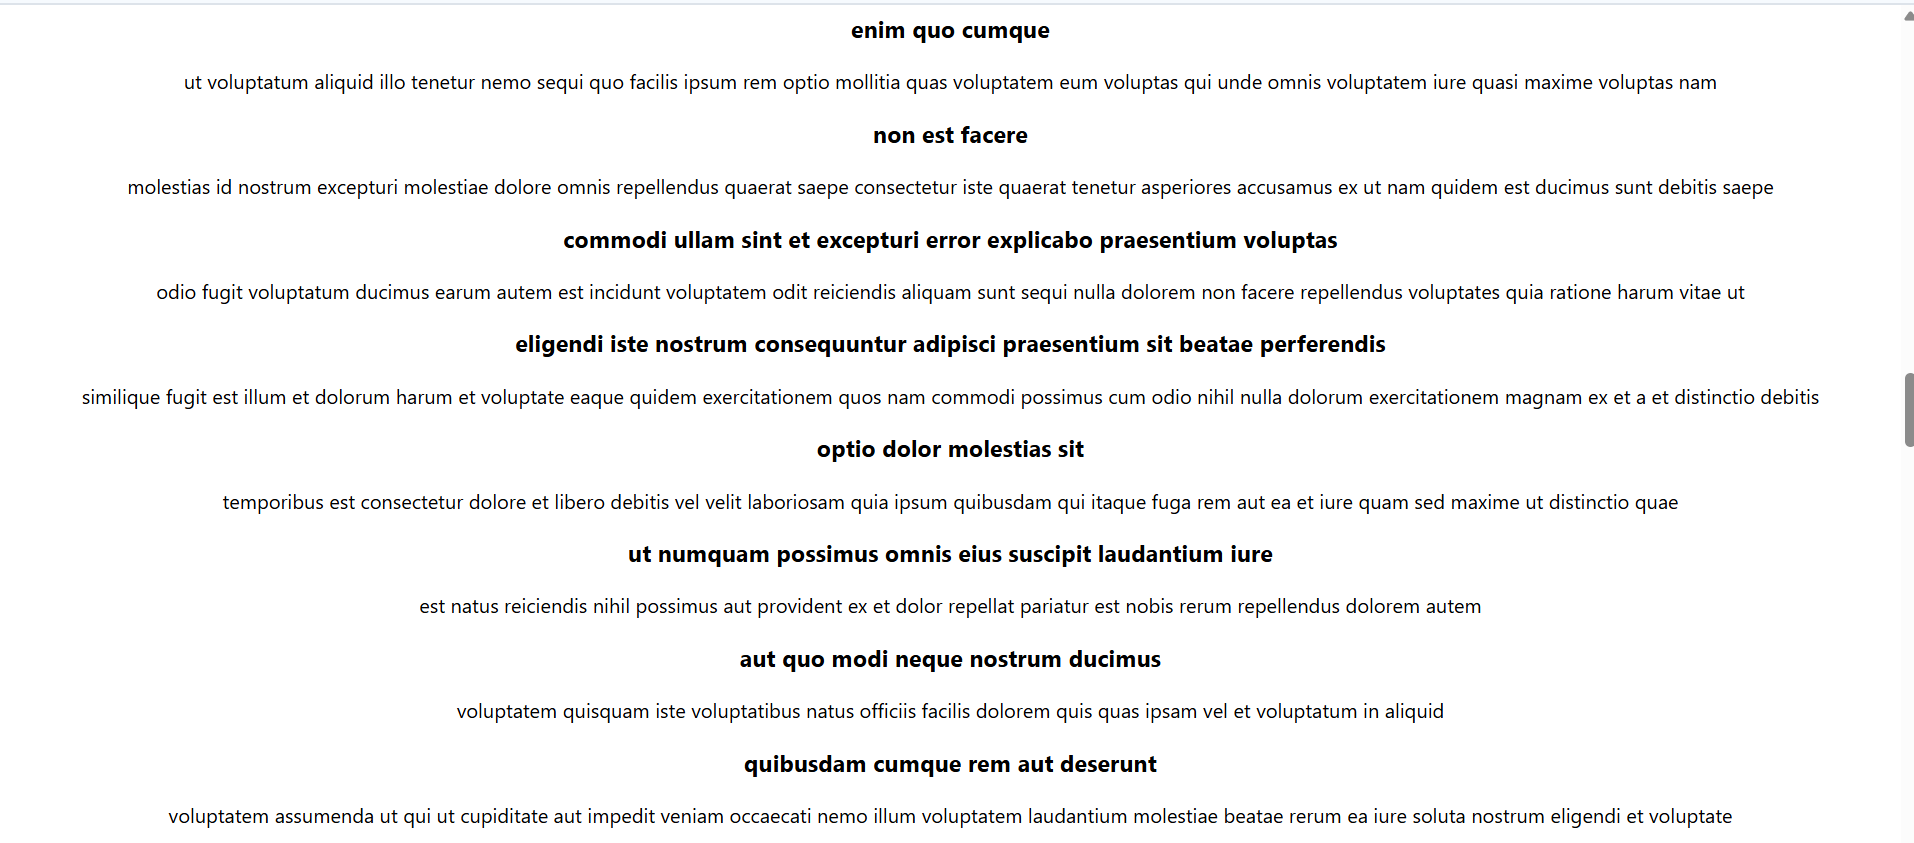 enim quo cumque
ut voluptatum aliquid illo tenetur nemo sequi quo facilis ipsum rem optio mollitia quas voluptatem eum voluptas qui unde omnis voluptatem iure quasi maxime voluptas nam
non est facere
molestias id nostrum excepturi molestiae dolore omnis repellendus quaerat saepe consectetur iste quaerat tenetur asperiores accusamus ex ut nam quidem est ducimus sunt debitis saepe
commodi ullam sint et excepturi error explicabo praesentium voluptas
odio fugit voluptatum ducimus earum autem est incidunt voluptatem odit reiciendis aliquam sunt sequi nulla dolorem non facere repellendus voluptates quia ratione harum vitae ut
eligendi iste nostrum consequuntur adipisci praesentium sit beatae perferendis
similique fugit est illum et dolorum harum et voluptate eaque quidem exercitationem quos nam commodi possimus cum odio nihil nulla dolorum exercitationem magnam ex et a et distinctio debitis
optio dolor molestias sit
temporibus est consectetur dolore et libero debitis vel velit laboriosam quia ipsum quibusdam qui itaque fuga rem aut ea et iure quam sed maxime ut distinctio quae
ut numquam possimus omnis eius suscipit laudantium iure
est natus reiciendis nihil possimus aut provident ex et dolor repellat pariatur est nobis rerum repellendus dolorem autem
aut quo modi neque nostrum ducimus
voluptatem quisquam iste voluptatibus natus officiis facilis dolorem quis quas ipsam vel et voluptatum in aliquid
quibusdam cumque rem aut deserunt
voluptatem assumenda ut qui ut cupiditate aut impedit veniam occaecati nemo illum voluptatem laudantium molestiae beatae rerum ea iure soluta nostrum eligendi et voluptate